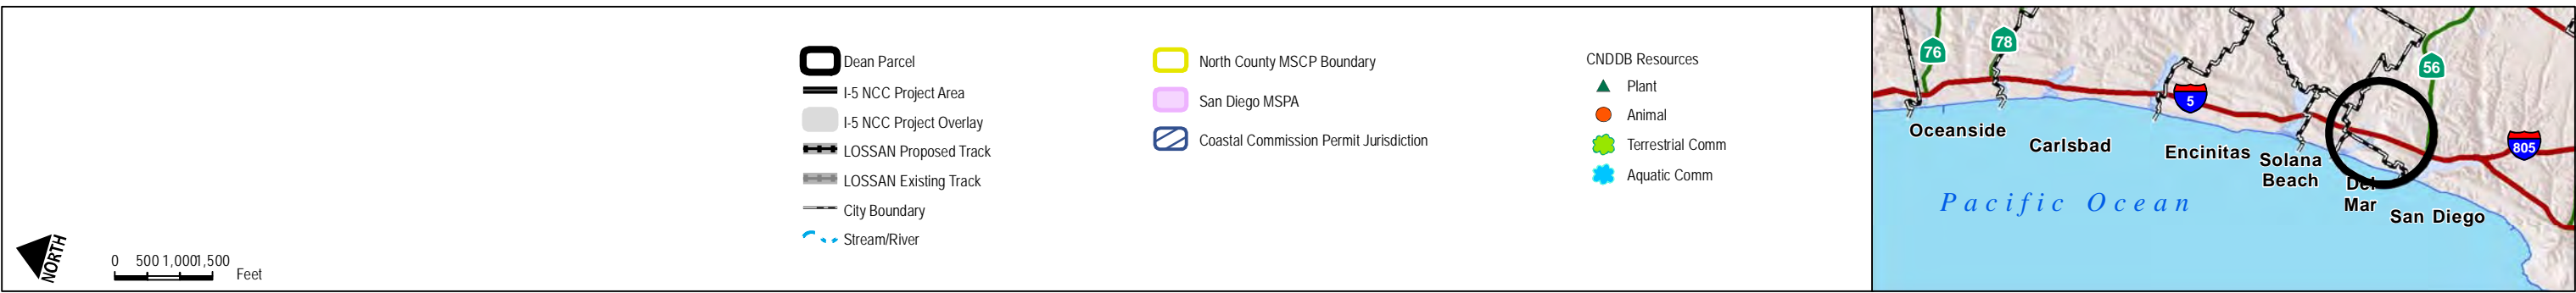 NORTH
0 500 1,000 1,500
Feet
Dean Parcel
I-5 NCC Project Area
I-5 NCC Project Overlay
LOSSAN Proposed Track
LOSSAN Existing Track
City Boundary
Stream/River
North County MSCP Boundary
San Diego MSPA
Coastal Commission Permit Jurisdiction
CNDDB Resources
Plant
Animal
Terrestrial Comm
Aquatic Comm
76
78
56
5
805
Oceanside
Carlsbad
Encinitas
Solana
Beach
Del
Mar
San Diego
Pacific Ocean